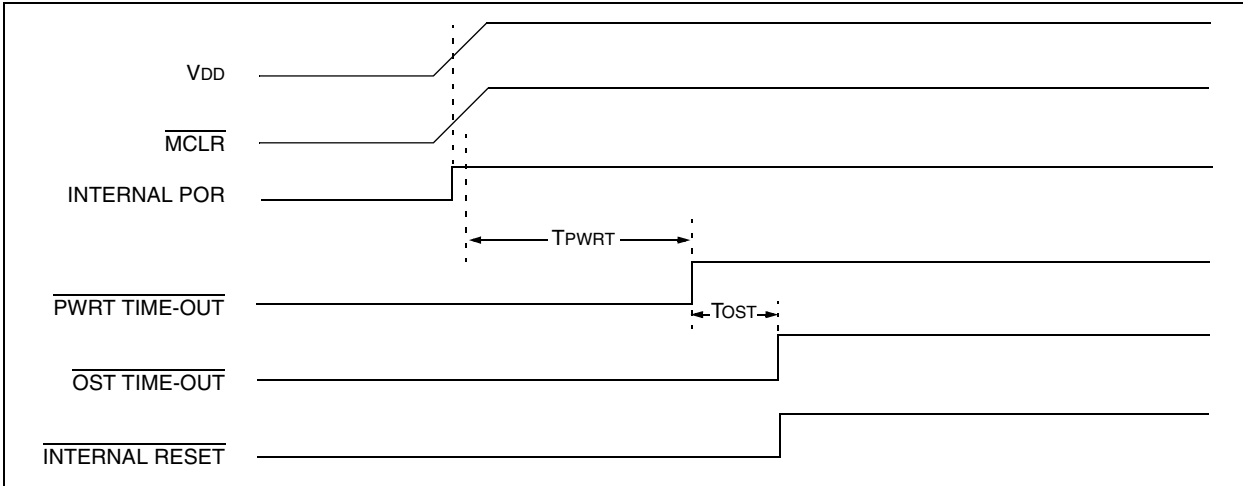 VDD
MCLR
INTERNAL POR
TPWRT
PWRT TIME-OUT
TOST
OST TIME-OUT
INTERNAL RESET